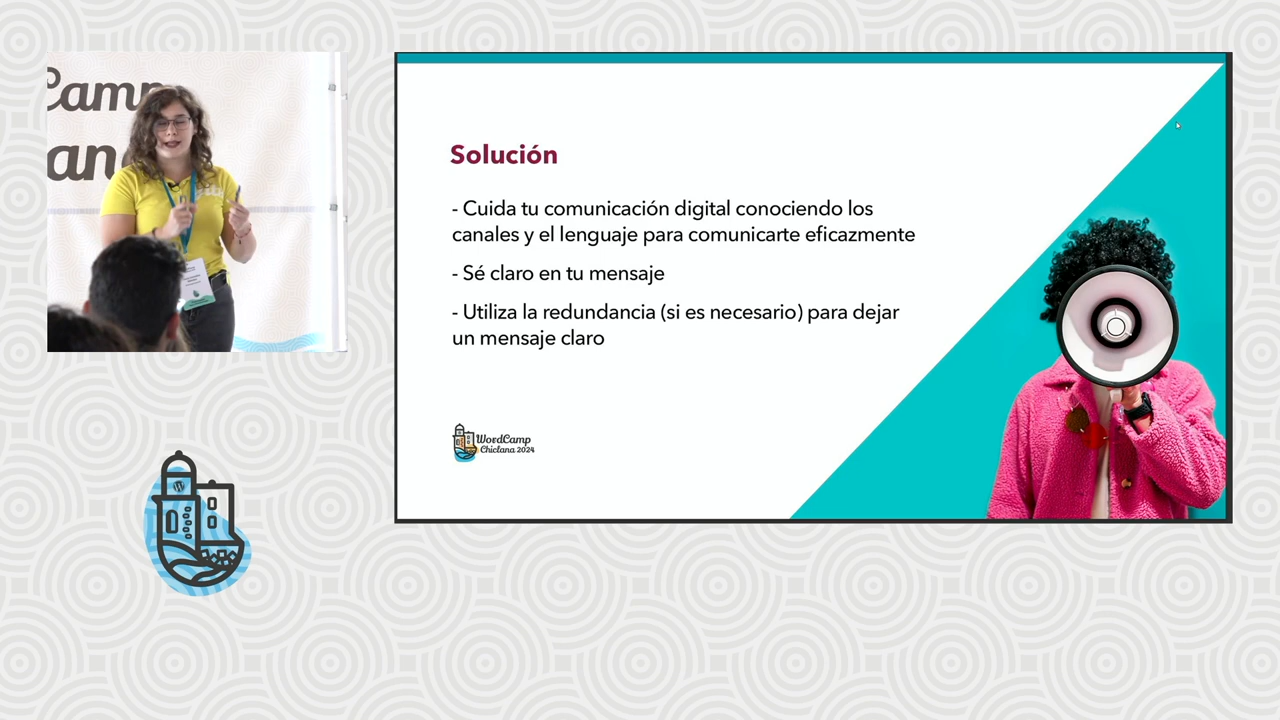 Camp
Solución
- Cuida tu comunicación digital conociendo los
canales y el lenguaje para comunicarte eficazmente
- Sé claro en tu mensaje
- Utiliza la redundancia (si es necesario) para dejar
un mensaje claro
WordCamp
Chiclana 2024